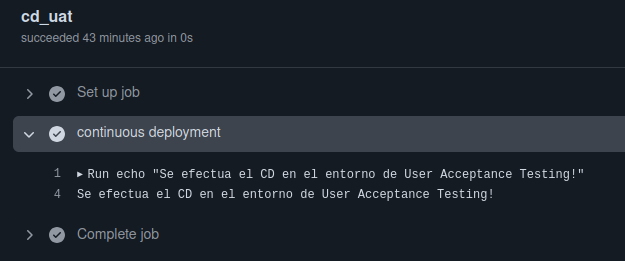 cd_uat
succeeded 43 minutes ago in 0s
Set up job
continuous deployment
1 Run echo "Se efectua el CD en el entorno de User Acceptance Testing!"
4 Se efectua el CD en el entorno de User Acceptance Testing!
Complete job